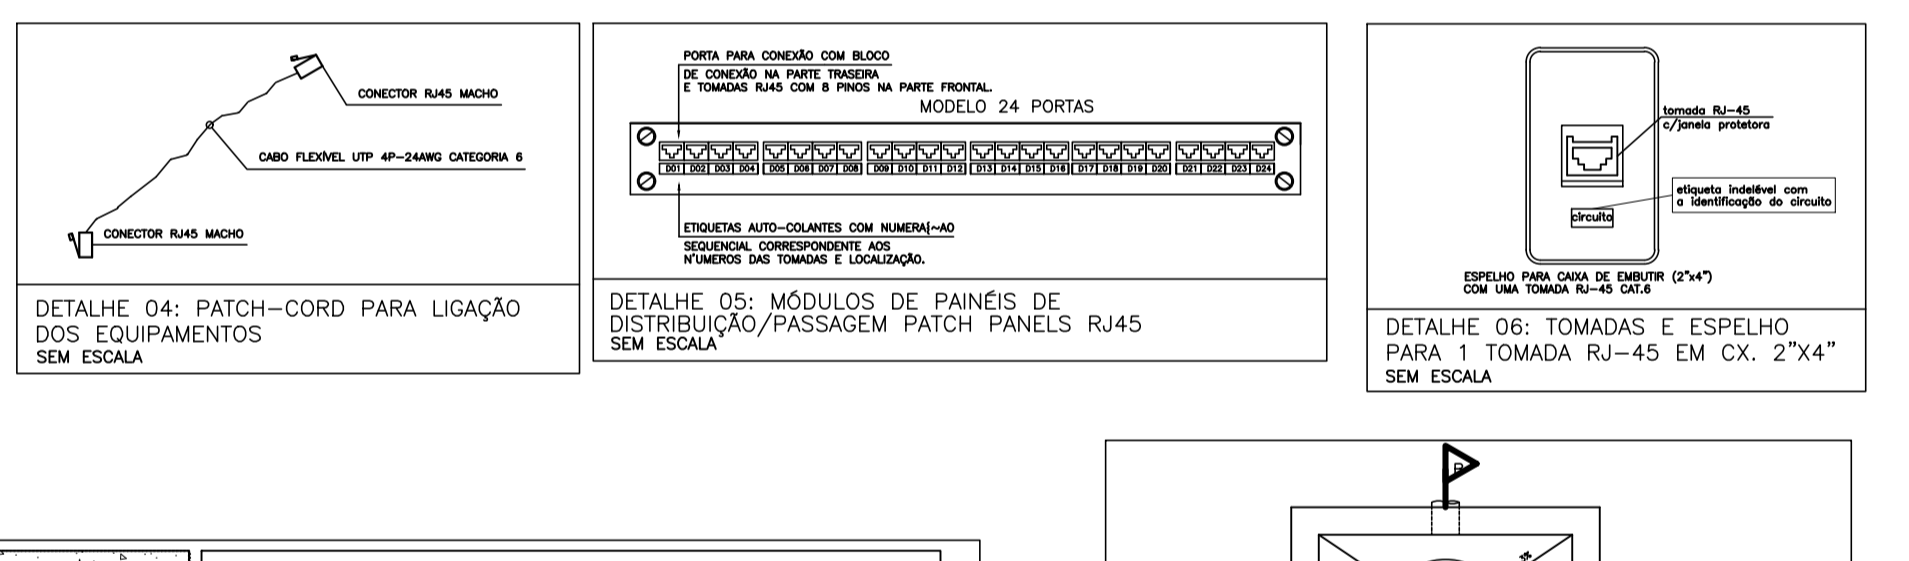 CONECTOR RJ45 MACHO
CABO FLEXÍVEL UTP 4P-24AWG CATEGORIA 6
CONECTOR RJ45 MACHO
DETALHE 04: PATCH-CORD PARA LIGAÇÃO
DOS EQUIPAMENTOS
SEM ESCALA
PORTA PARA CONEXÃO COM BLOCO
DE CONEXÃO NA PARTE TRASEIRA
E TOMADAS RJ45 COM 8 PINOS NA PARTE FRONTAL.
MODELO 24 PORTAS
D01 D02 D03 D04 D05 D06 D07 D08 D09 D10 D11 D12 D13 D14 D15 D16 D17 D18 D19 D20 D21 D22 D23 D24
ETIQUETAS AUTO-COLANTES COM NUMERA{~AO
SEQUENCIAL CORRESPONDENTE AOS
N'UMEROS DAS TOMADAS E LOCALIZAÇÃO.
DETALHE 05: MÓDULOS DE PAINÉIS DE
DISTRIBUIÇÃO/PASSAGEM PATCH PANELS RJ45
SEM ESCALA
tomada RJ-45
c/janela protetora
etiqueta indelével com
a identificação do circuito
circuito
ESPELHO PARA CAIXA DE EMBUTIR (2"x4")
COM UMA TOMADA RJ-45 CAT.6
DETALHE 06: TOMADAS E ESPELHO
PARA 1 TOMADA RJ-45 EM CX. 2"X4"
SEM ESCALA